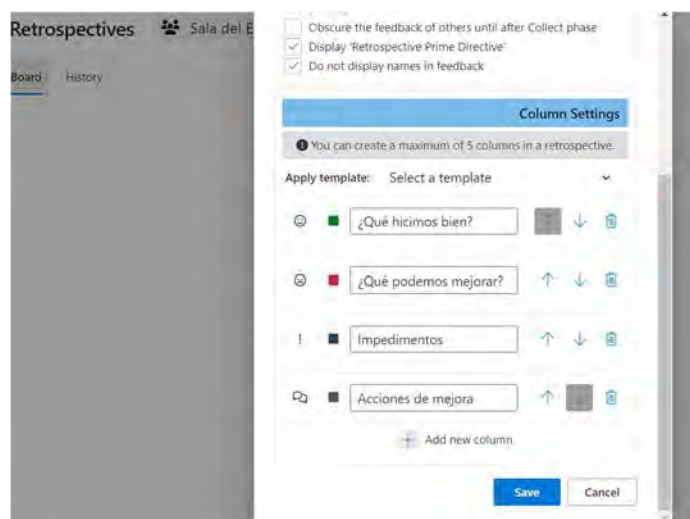 Retrospectives
Sala del E
Board
History
Obscure the feedback of others until after Collect phase
Display 'Retrospective Prime Directive'
Do not display names in feedback
Column Settings
You can create a maximum of 5 columns in a retrospective.
Apply template: Select a template
¿Qué hicimos bien?
¿Qué podemos mejorar?
! Impedimentos
Acciones de mejora
Add new column
Save Cancel